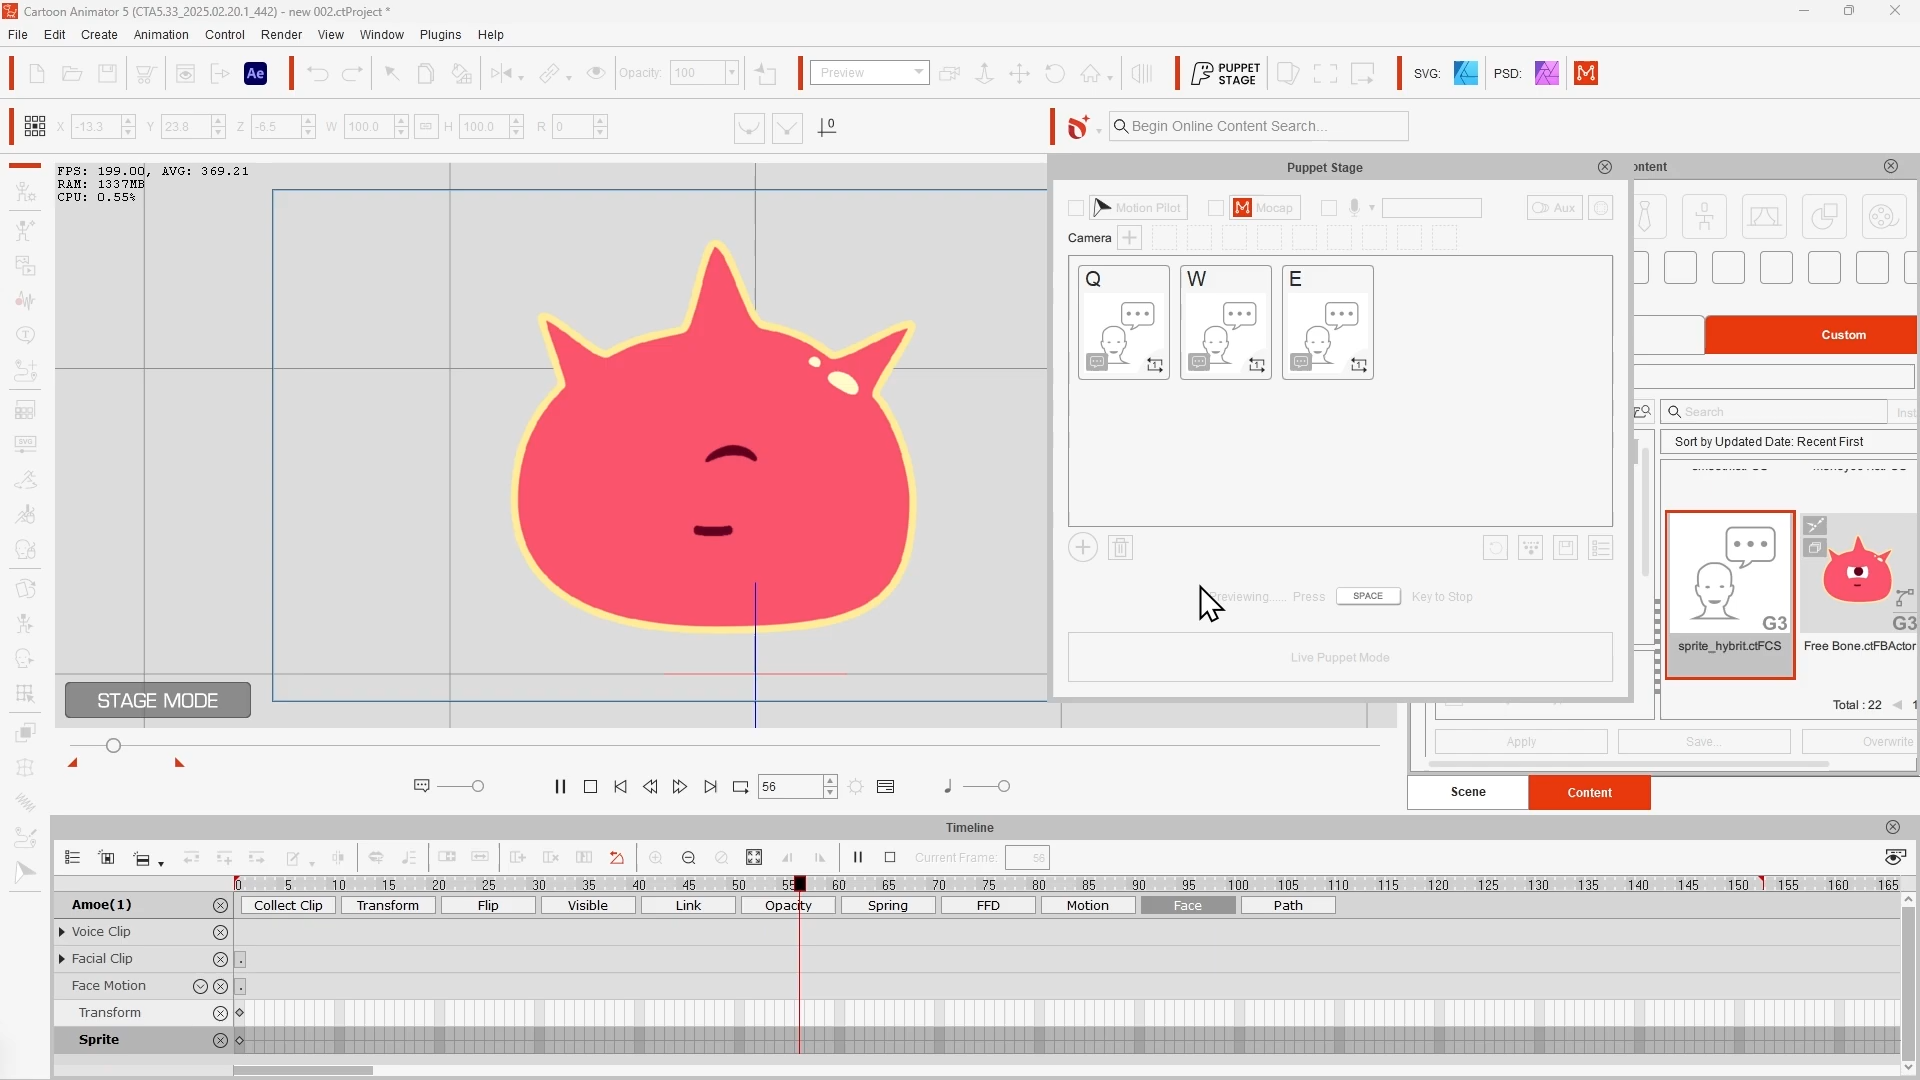 Cartoon Animator 5 (CTA5.33_2025.02.20.1_442) - new 002.ctProject *
File Edit Create Animation Control Render View Window Plugins Help
Ae Opacity: 100 Preview PUPPET STAGE SVG: PSD:
X -13.3 Y 23.8 Z -6.5 W 100.0 H 100.0 R 0 Begin Online Content Search...
FPS: 199.00, AVG: 369.21
RAM: 1337MB
CPU: 0.55%
Puppet Stage
ontent
Motion Pilot Mocap Aux
Camera
Q W E
Custom
Search Inst
Sort by Updated Date: Recent First
G3 G3
sprite_hybrit.ctFCS Free Bone.ctFBActor
Previewing...... Press SPACE Key to Stop
Live Puppet Mode
STAGE MODE
Total : 22 1
Apply Save... Overwrite
56
Scene Content
Timeline
Current Frame: 56
0 5 10 15 20 25 30 35 40 45 50 55 60 65 70 75 80 85 90 95 100 105 110 115 120 125 130 135 140 145 150 155 160 165
Amoe(1) Collect Clip Transform Flip Visible Link Opacity Spring FFD Motion Face Path
Voice Clip
Facial Clip
Face Motion
Transform
Sprite